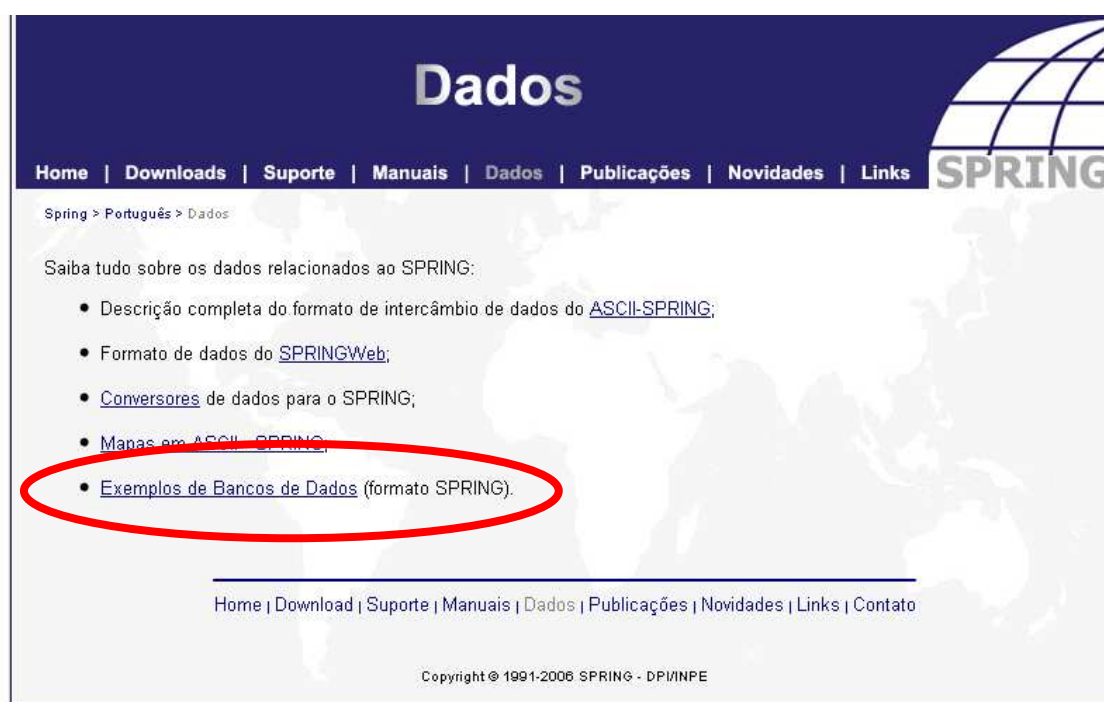 Dados
Home | Downloads | Suporte | Manuais | Dados | Publicações | Novidades | Links
SPRING
Spring > Português > Dados
Saiba tudo sobre os dados relacionados ao SPRING:
• Descrição completa do formato de intercâmbio de dados do ASCII-SPRING;
• Formato de dados do SPRINGWeb;
• Conversores de dados para o SPRING;
• Mapas em ASCII - SPRING;
• Exemplos de Bancos de Dados (formato SPRING).
Home | Download | Suporte | Manuais | Dados | Publicações | Novidades | Links | Contato
Copyright © 1991-2006 SPRING - DPI/INPE